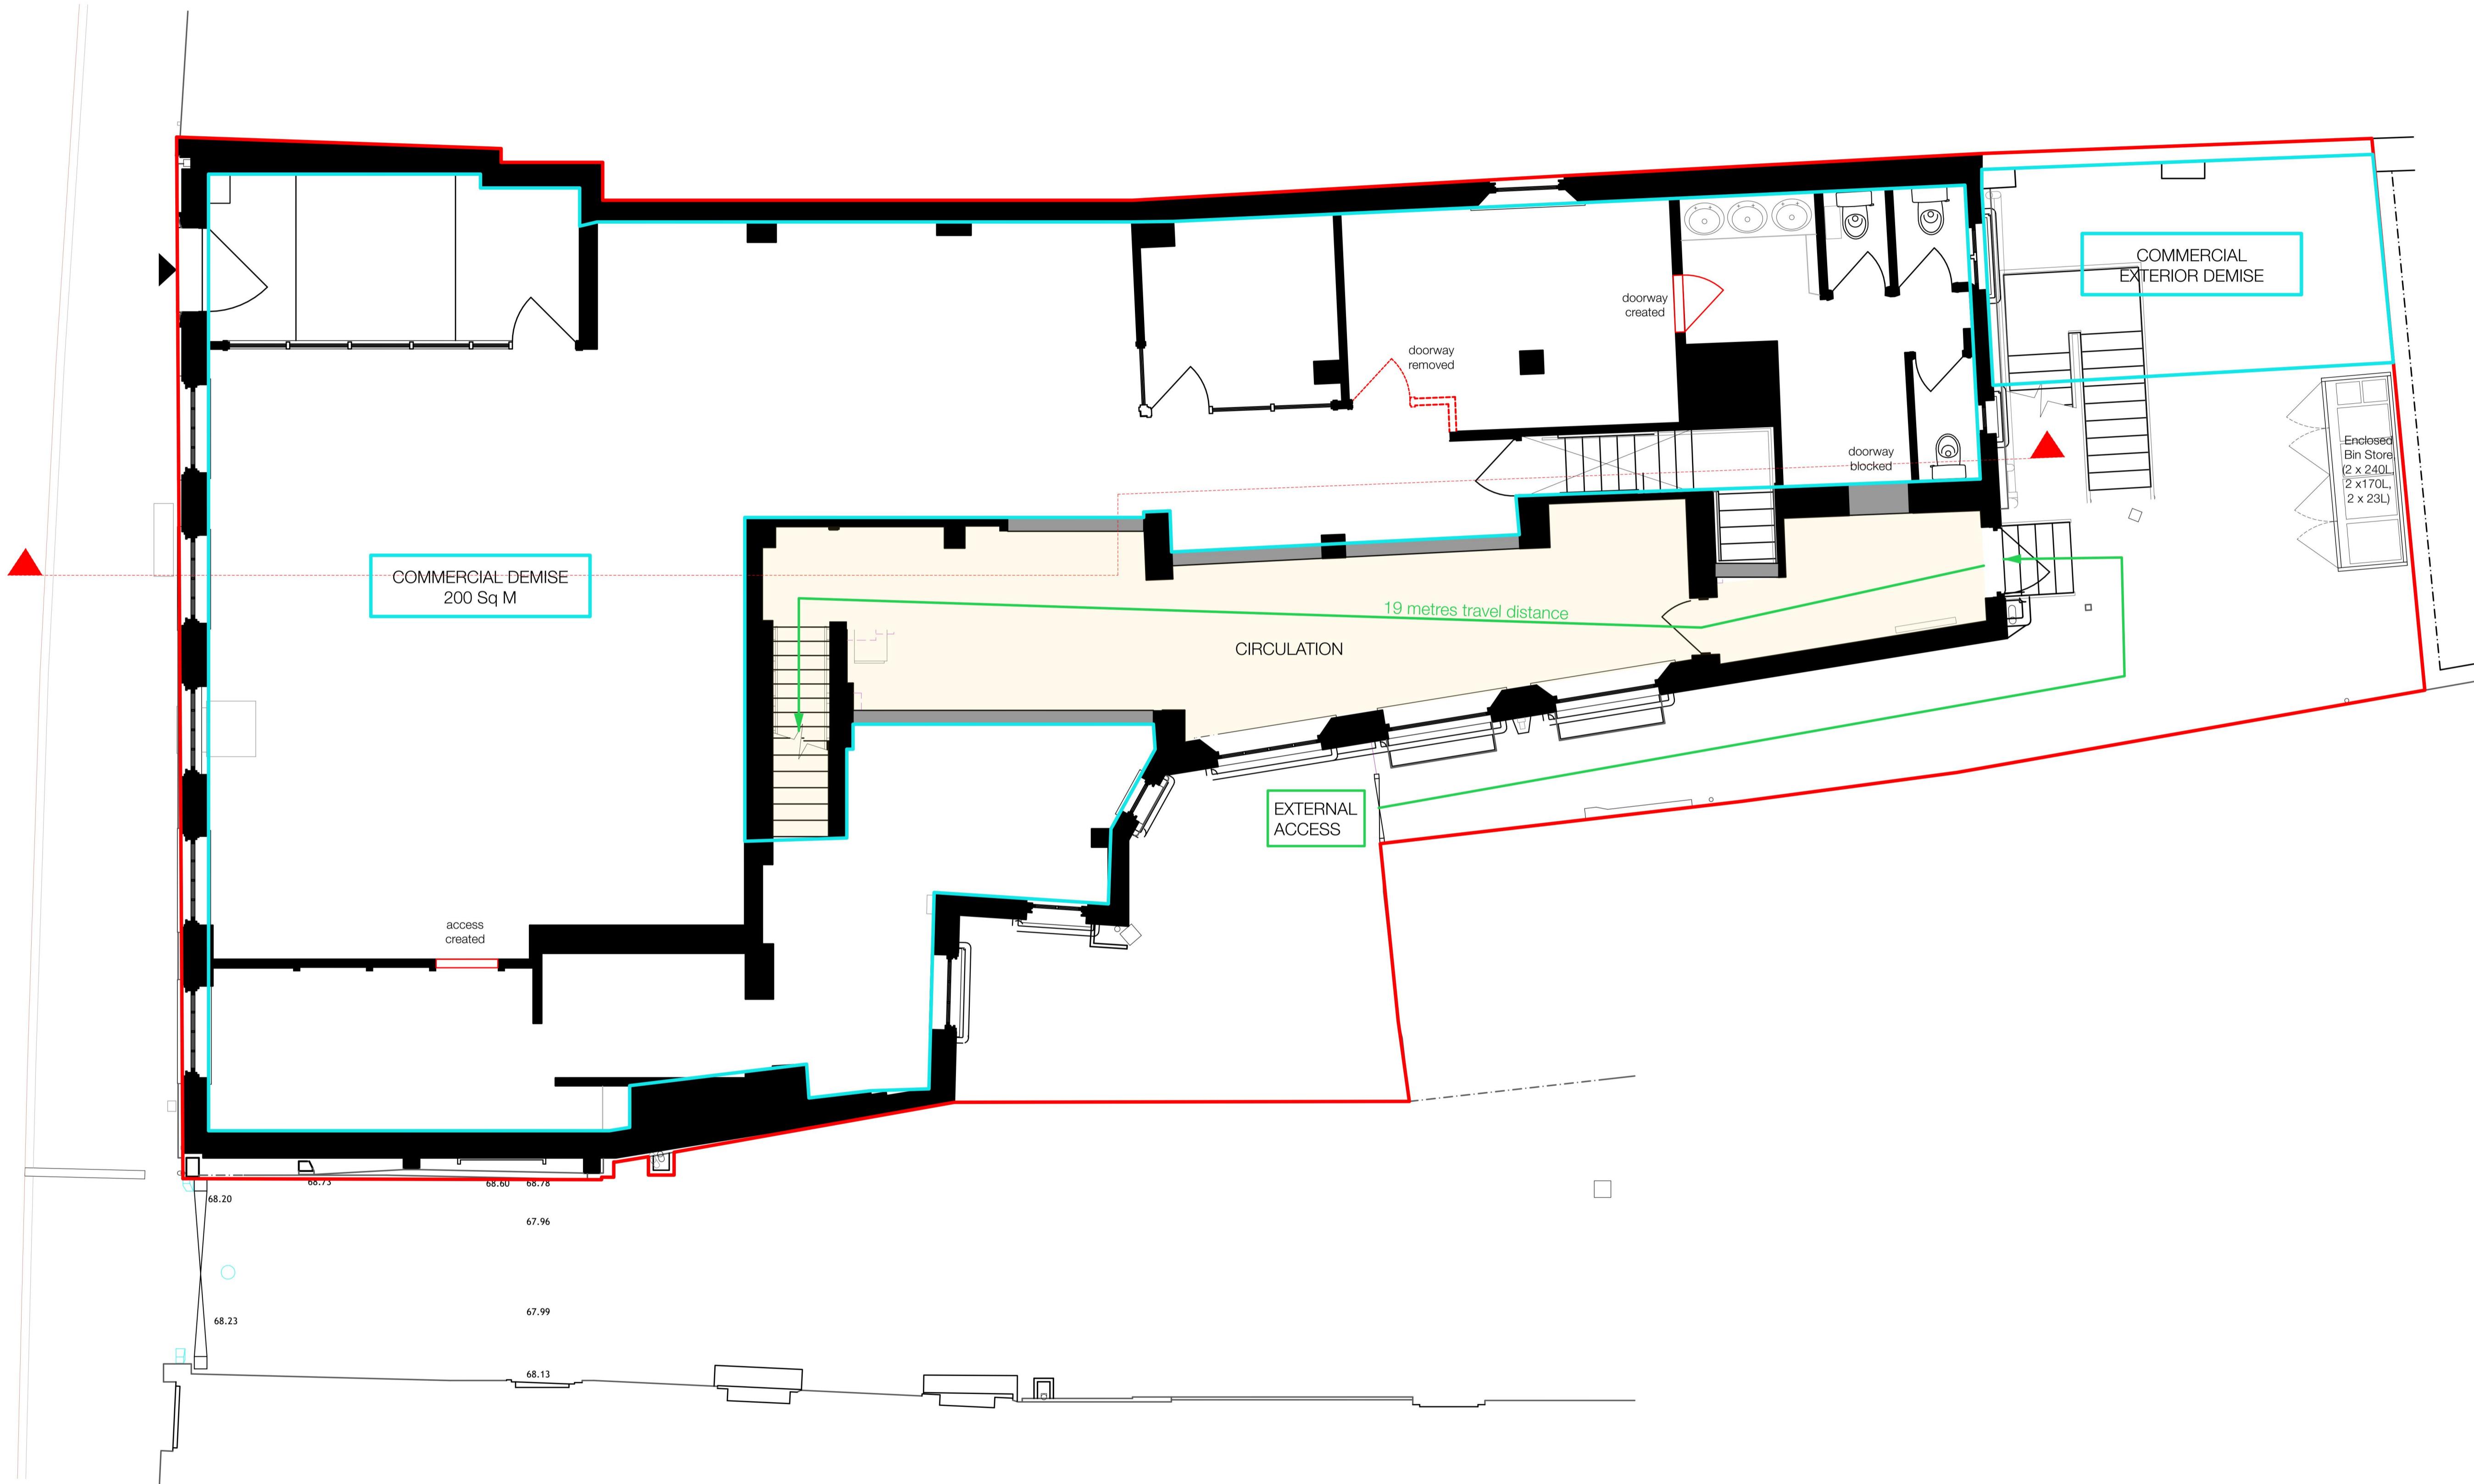 COMMERCIAL
EXTERIOR DEMISE
doorway
created
doorway
removed
doorway
blocked
Enclosed
Bin Store
(2 x 240L,
2 x170L,
2 x 23L)
COMMERCIAL DEMISE
200 Sq M
19 metres travel distance
CIRCULATION
EXTERNAL
ACCESS
access
created
68.73
68.60
68.78
68.20
67.96
67.99
68.23
68.13